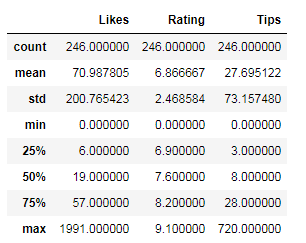 Likes Rating Tips
count 246.000000 246.000000 246.000000
mean 70.987805 6.866667 27.695122
std 200.765423 2.468584 73.157480
min 0.000000 0.000000 0.000000
25% 6.000000 6.900000 3.000000
50% 19.000000 7.600000 8.000000
75% 57.000000 8.200000 28.000000
max 1991.000000 9.100000 720.000000